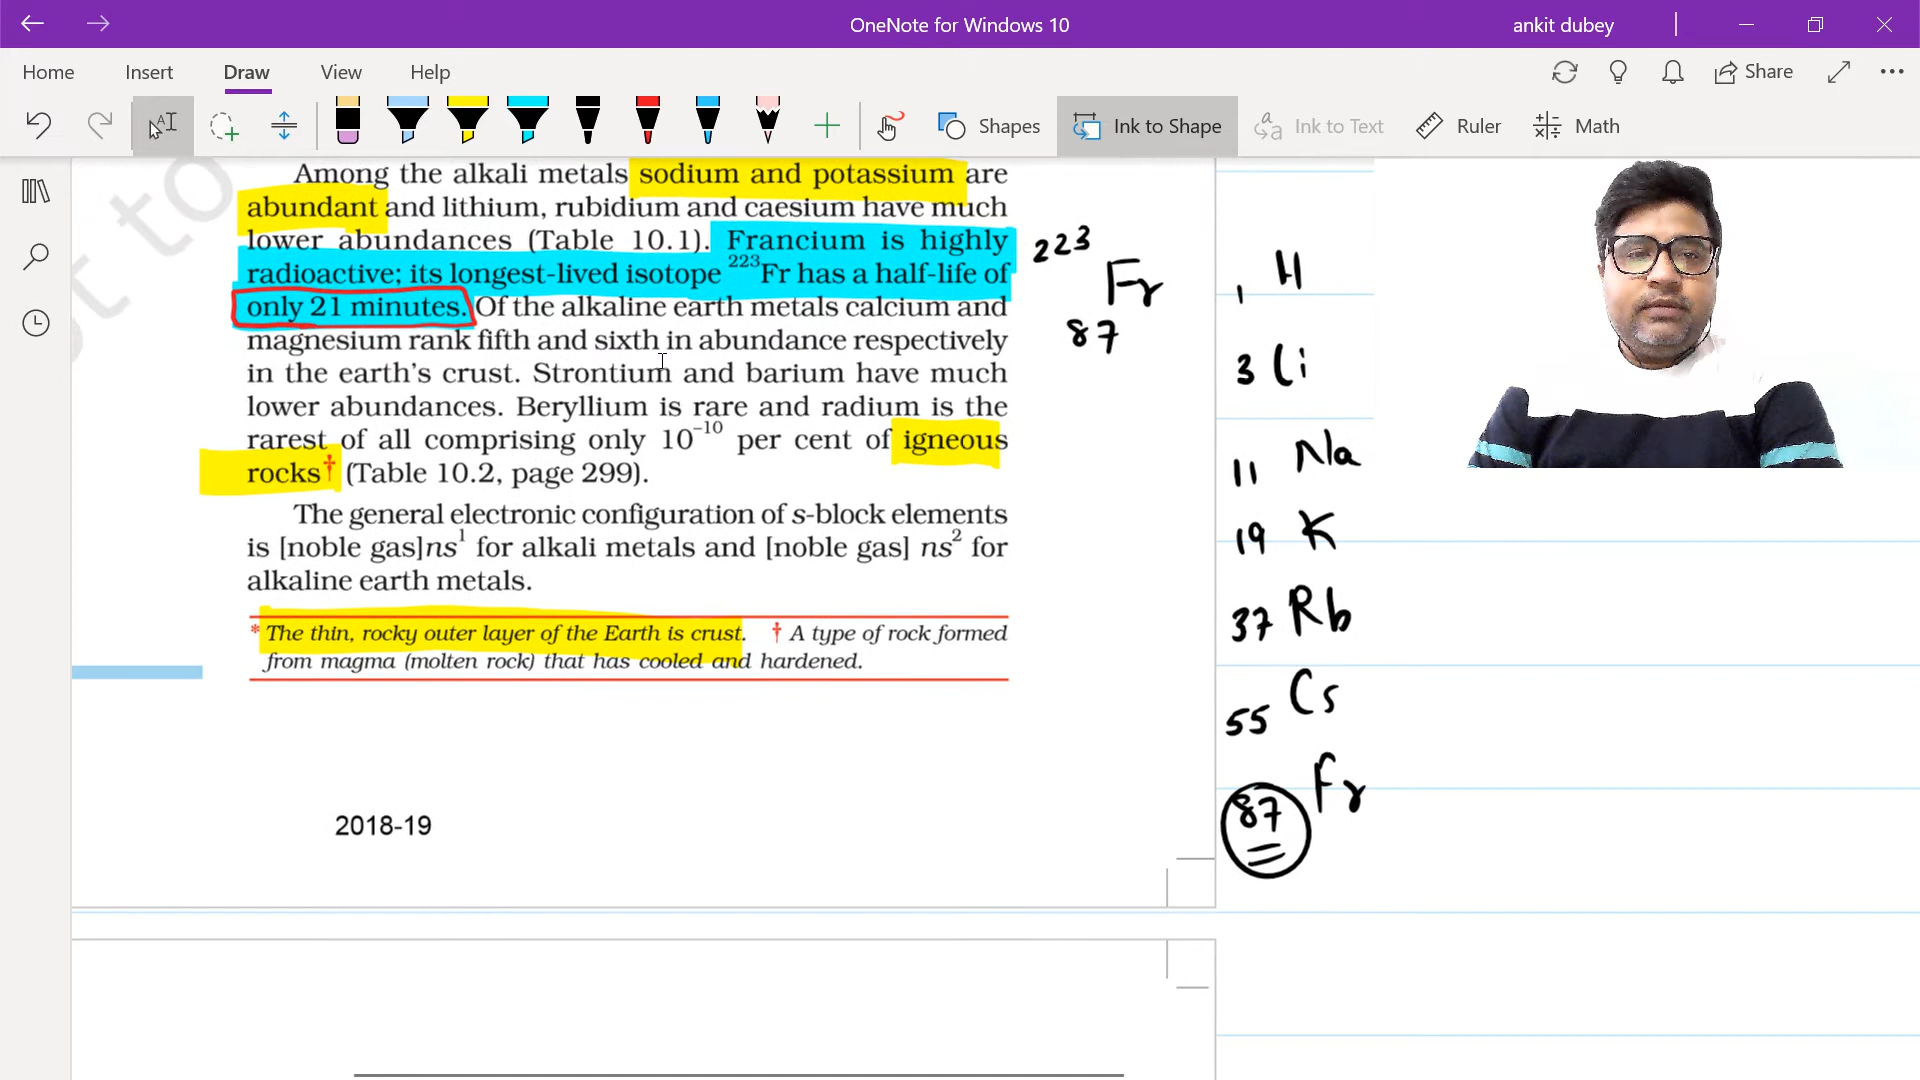 OneNote for Windows 10
ankit dubey
Home Insert Draw View Help
Share
Shapes Ink to Shape Ink to Text Ruler Math
t to
Among the alkali metals sodium and potassium are
abundant and lithium, rubidium and caesium have much
lower abundances (Table 10.1). Francium is highly
radioactive; its longest-lived isotope ²²³Fr has a half-life of
only 21 minutes. Of the alkaline earth metals calcium and
magnesium rank fifth and sixth in abundance respectively
in the earth's crust. Strontium and barium have much
lower abundances. Beryllium is rare and radium is the
rarest of all comprising only 10⁻¹⁰ per cent of igneous
rocks† (Table 10.2, page 299).
The general electronic configuration of s-block elements
is [noble gas]ns¹ for alkali metals and [noble gas] ns² for
alkaline earth metals.
* The thin, rocky outer layer of the Earth is crust. † A type of rock formed
from magma (molten rock) that has cooled and hardened.
2018-19
223
Fr
87
1 H
3 Li
11 Na
19 K
37 Rb
55 Cs
87 Fr